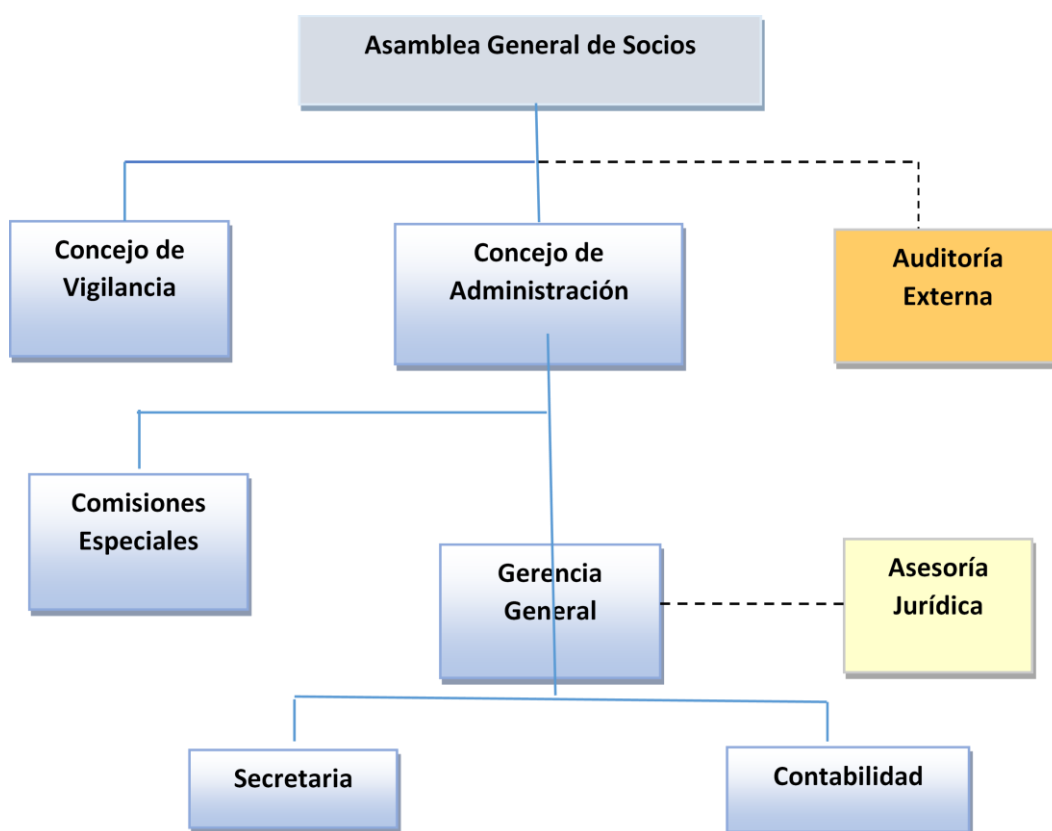 Asamblea General de Socios
Concejo de
Vigilancia
Concejo de
Administración
Auditoría
Externa
Comisiones
Especiales
Gerencia
General
Asesoría
Jurídica
Secretaria
Contabilidad